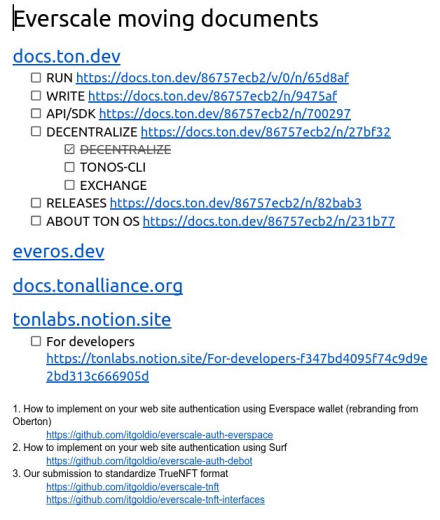 Everscale moving documents
docs.ton.dev
RUN https://docs.ton.dev/86757ecb2/v/0/n/65d8af
WRITE https://docs.ton.dev/86757ecb2/n/9475af
API/SDK https://docs.ton.dev/86757ecb2/n/700297
DECENTRALIZE https://docs.ton.dev/86757ecb2/n/27bf32
DECENTRALIZE
TONOS-CLI
EXCHANGE
RELEASES https://docs.ton.dev/86757ecb2/n/82bab3
ABOUT TON OS https://docs.ton.dev/86757ecb2/n/231b77
everos.dev
docs.tonalliance.org
tonlabs.notion.site
For developers
https://tonlabs.notion.site/For-developers-f347bd4095f74c9d9e
2bd313c666905d
1. How to implement on your web site authentication using Everspace wallet (rebranding from
Oberton)
https://github.com/itgoldio/everscale-auth-everspace
2. How to implement on your web site authentication using Surf
https://github.com/itgoldio/everscale-auth-debot
3. Our submission to standardize TrueNFT format
https://github.com/itgoldio/everscale-tnft
https://github.com/itgoldio/everscale-tnft-interfaces